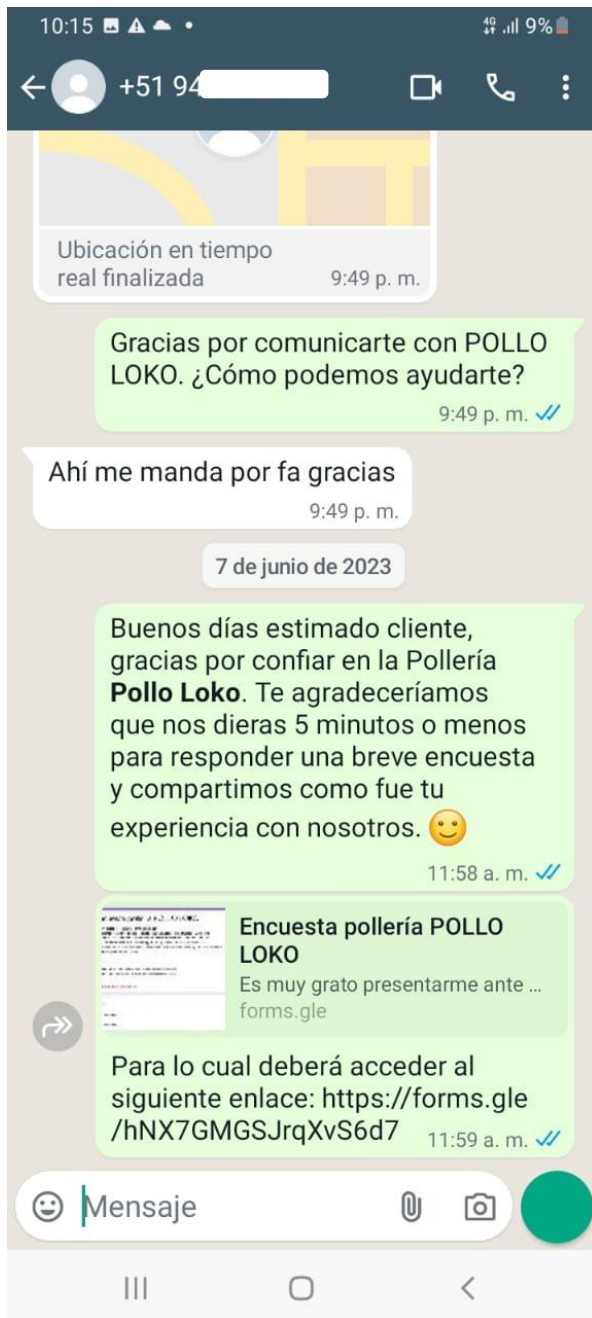 10:15
4G 9%
+51 94
Ubicación en tiempo
real finalizada
9:49 p. m.
Gracias por comunicarte con POLLO
LOKO. ¿Cómo podemos ayudarte?
9:49 p. m.
Ahí me manda por fa gracias
9:49 p. m.
7 de junio de 2023
Buenos días estimado cliente,
gracias por confiar en la Pollería
Pollo Loko. Te agradeceríamos
que nos dieras 5 minutos o menos
para responder una breve encuesta
y compartimos como fue tu
experiencia con nosotros. 🙂
11:58 a. m.
Encuesta pollería POLLO
LOKO
Es muy grato presentarme ante ...
forms.gle
Para lo cual deberá acceder al
siguiente enlace: https://forms.gle
/hNX7GMGSJrqXvS6d7
11:59 a. m.
Mensaje